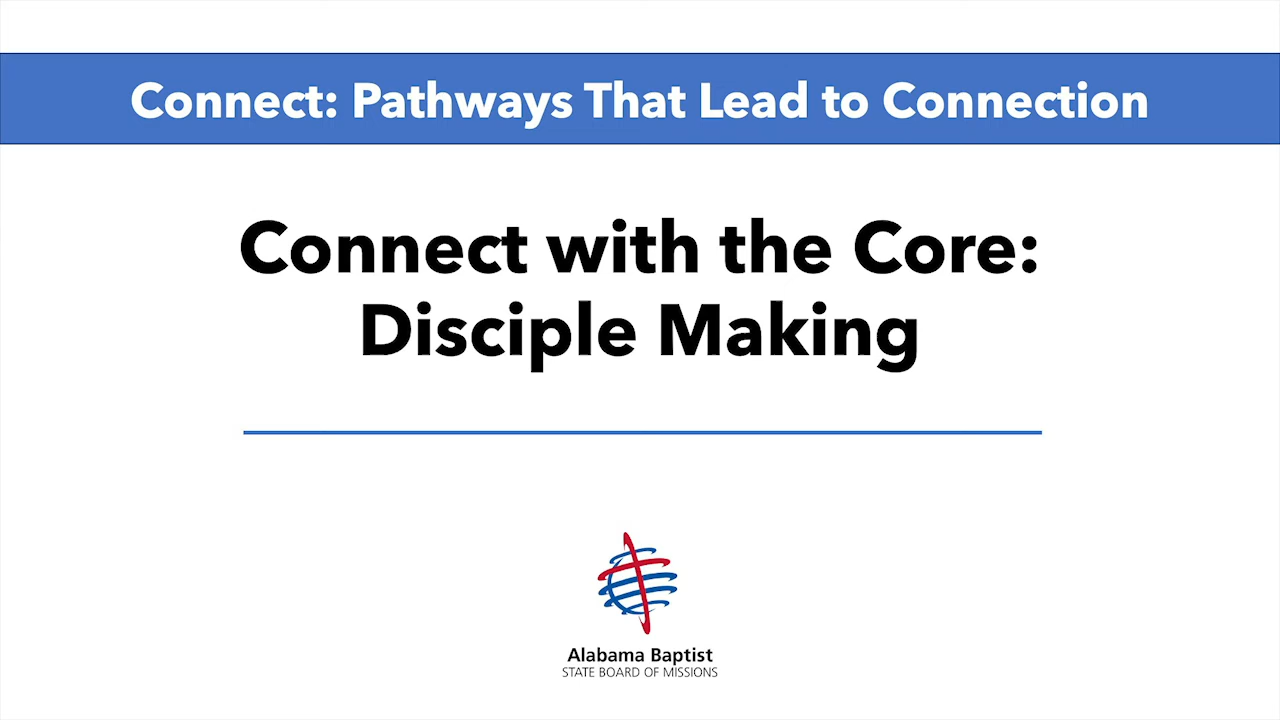 Connect: Pathways That Lead to Connection
Connect with the Core:
Disciple Making
Alabama Baptist
STATE BOARD OF MISSIONS